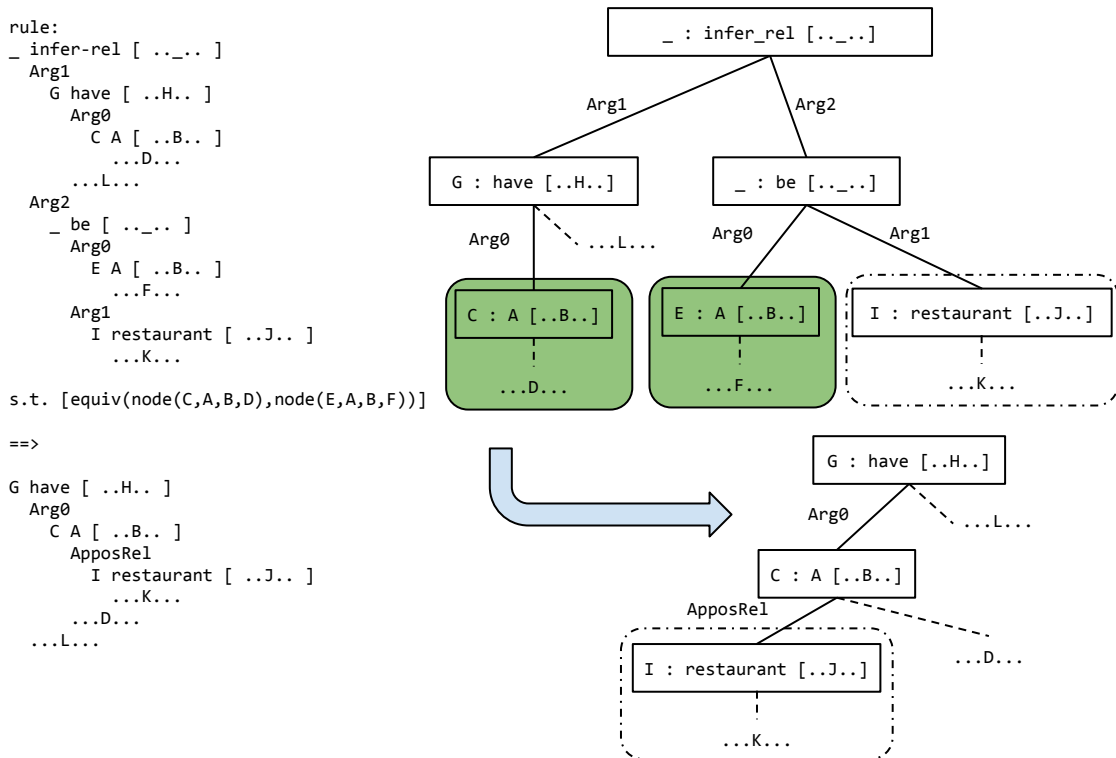 rule:
_ infer-rel [ .._.. ]
  Arg1
    G have [ ..H.. ]
      Arg0
        C A [ ..B.. ]
          ...D...
      ...L...
  Arg2
    _ be [ .._.. ]
      Arg0
        E A [ ..B.. ]
          ...F...
      Arg1
        I restaurant [ ..J.. ]
          ...K...
s.t. [equiv(node(C,A,B,D),node(E,A,B,F))]
==>
G have [ ..H.. ]
  Arg0
    C A [ ..B.. ]
      ApposRel
        I restaurant [ ..J.. ]
          ...K...
      ...D...
  ...L...
_ : infer_rel [.._..]
Arg1
Arg2
G : have [..H..]
_ : be [.._..]
Arg0
...L...
Arg0
Arg1
C : A [..B..]
E : A [..B..]
I : restaurant [..J..]
...D...
...F...
...K...
G : have [..H..]
Arg0
...L...
C : A [..B..]
ApposRel
...D...
I : restaurant [..J..]
...K...